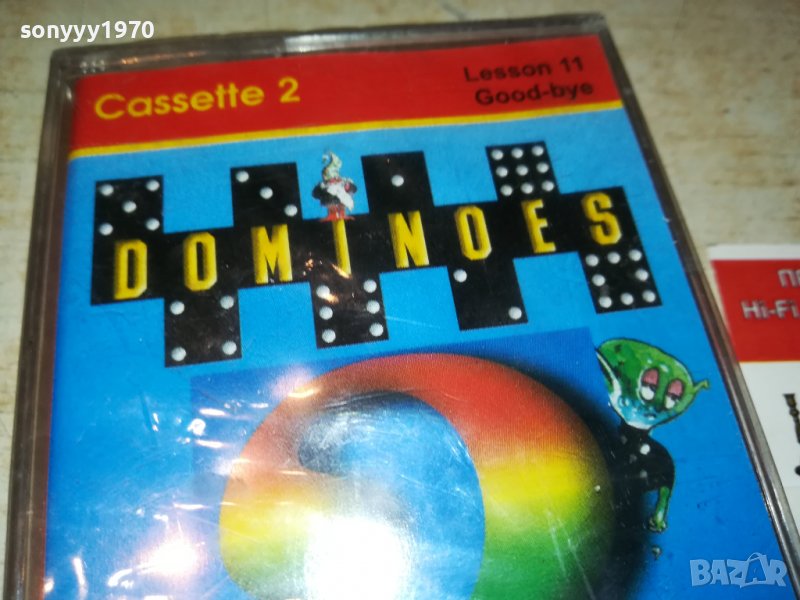 sonyyy1970
Cassette 2
Lesson 11
Good-bye
DOMINOES
Hi-Fi
BAZAR